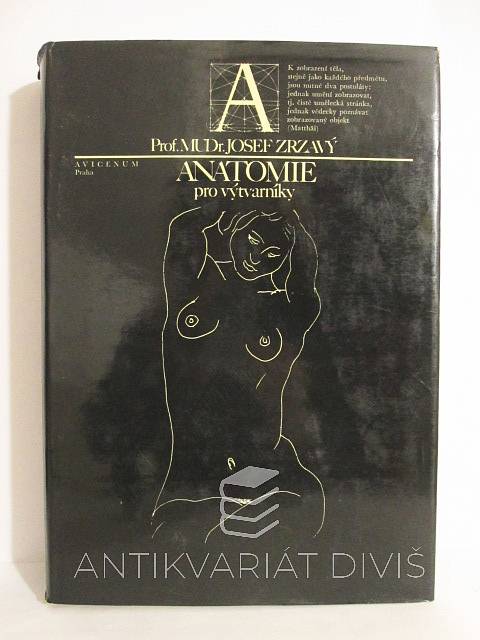 A
K zobrazení těla,
stejně jako každého předmětu,
jsou nutné dva postuláty:
jednak umění zobrazovat,
tj. čistě umělecká stránka,
jednak vědecky poznávat
zobrazovaný objekt
(Matthäi)
Prof. MUDr. JOSEF ZRZAVÝ
AVICENUM
Praha
ANATOMIE
pro výtvarníky
ANTIKVARIÁT DIVIŠ